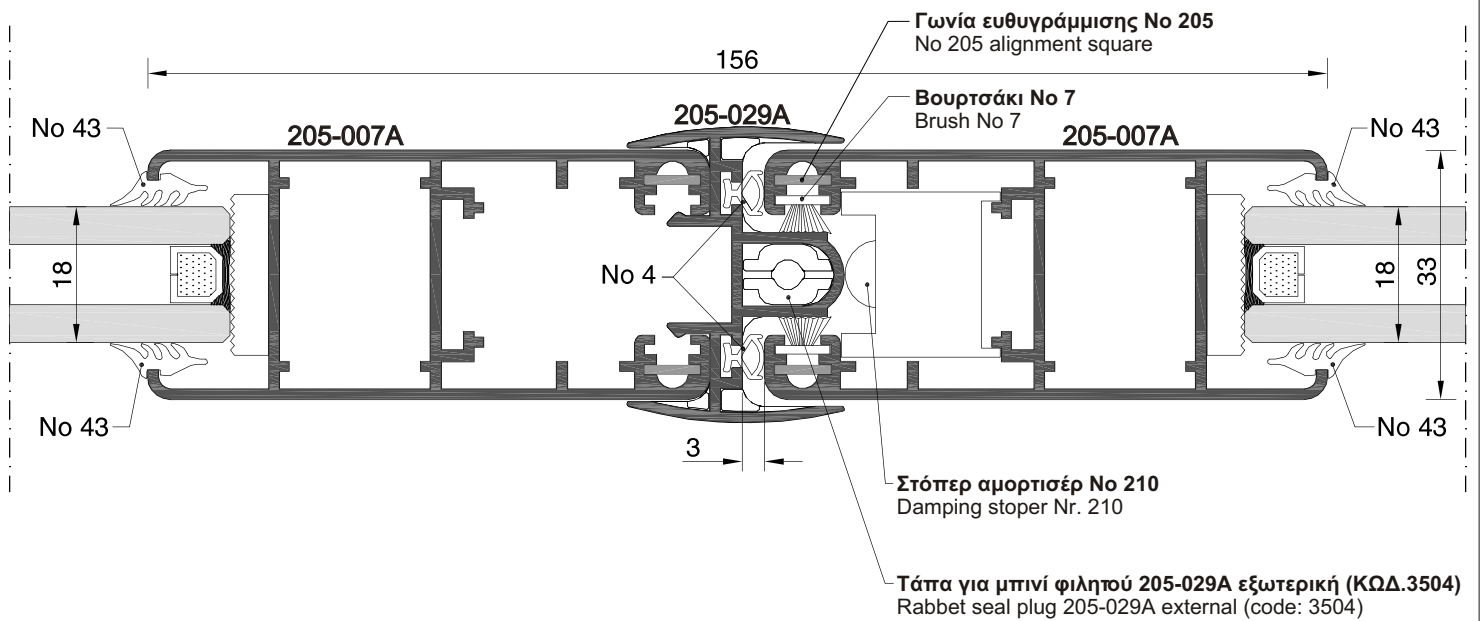 Γωνία ευθυγράμμισης Νο 205
No 205 alignment square
156
Βουρτσάκι Νο 7
Brush No 7
No 43
205-007A
205-029A
205-007A
No 43
18
No 4
18
33
No 43
3
No 43
Στόπερ αμορτισέρ Νο 210
Damping stoper Nr. 210
Τάπα για μπινί φιλητού 205-029Α εξωτερική (ΚΩΔ.3504)
Rabbet seal plug 205-029A external (code: 3504)